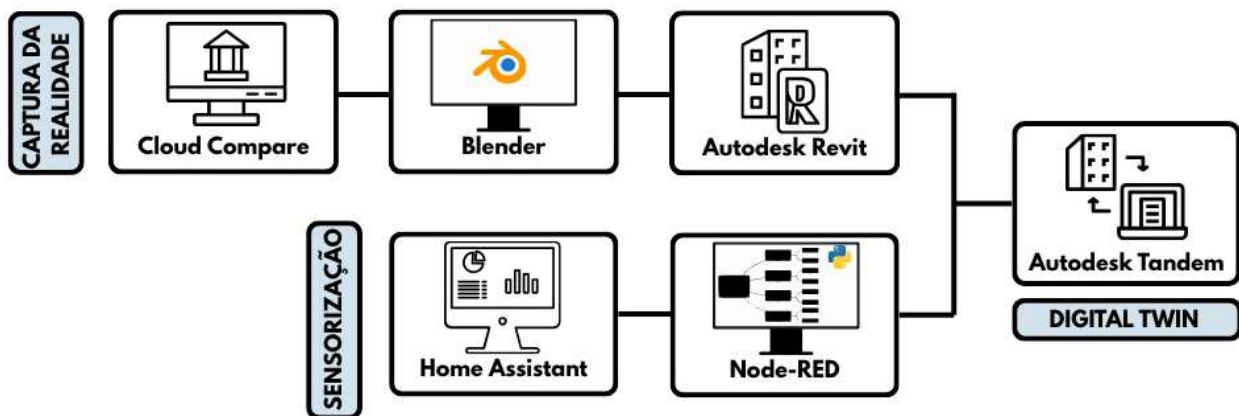 CAPTURA DA
REALIDADE
Cloud Compare
Blender
Autodesk Revit
SENSORIZAÇÃO
Home Assistant
Node-RED
Autodesk Tandem
DIGITAL TWIN